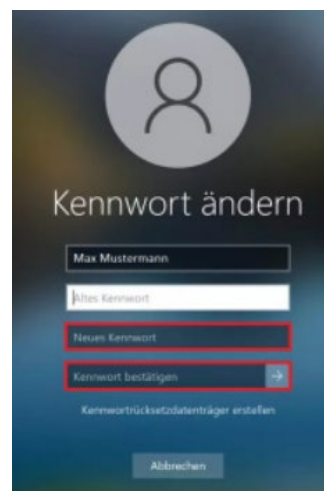 Kennwort ändern
Max Mustermann
Altes Kennwort
Neues Kennwort
Kennwort bestätigen
Kennwortrücksetzdatenträger erstellen
Abbrechen